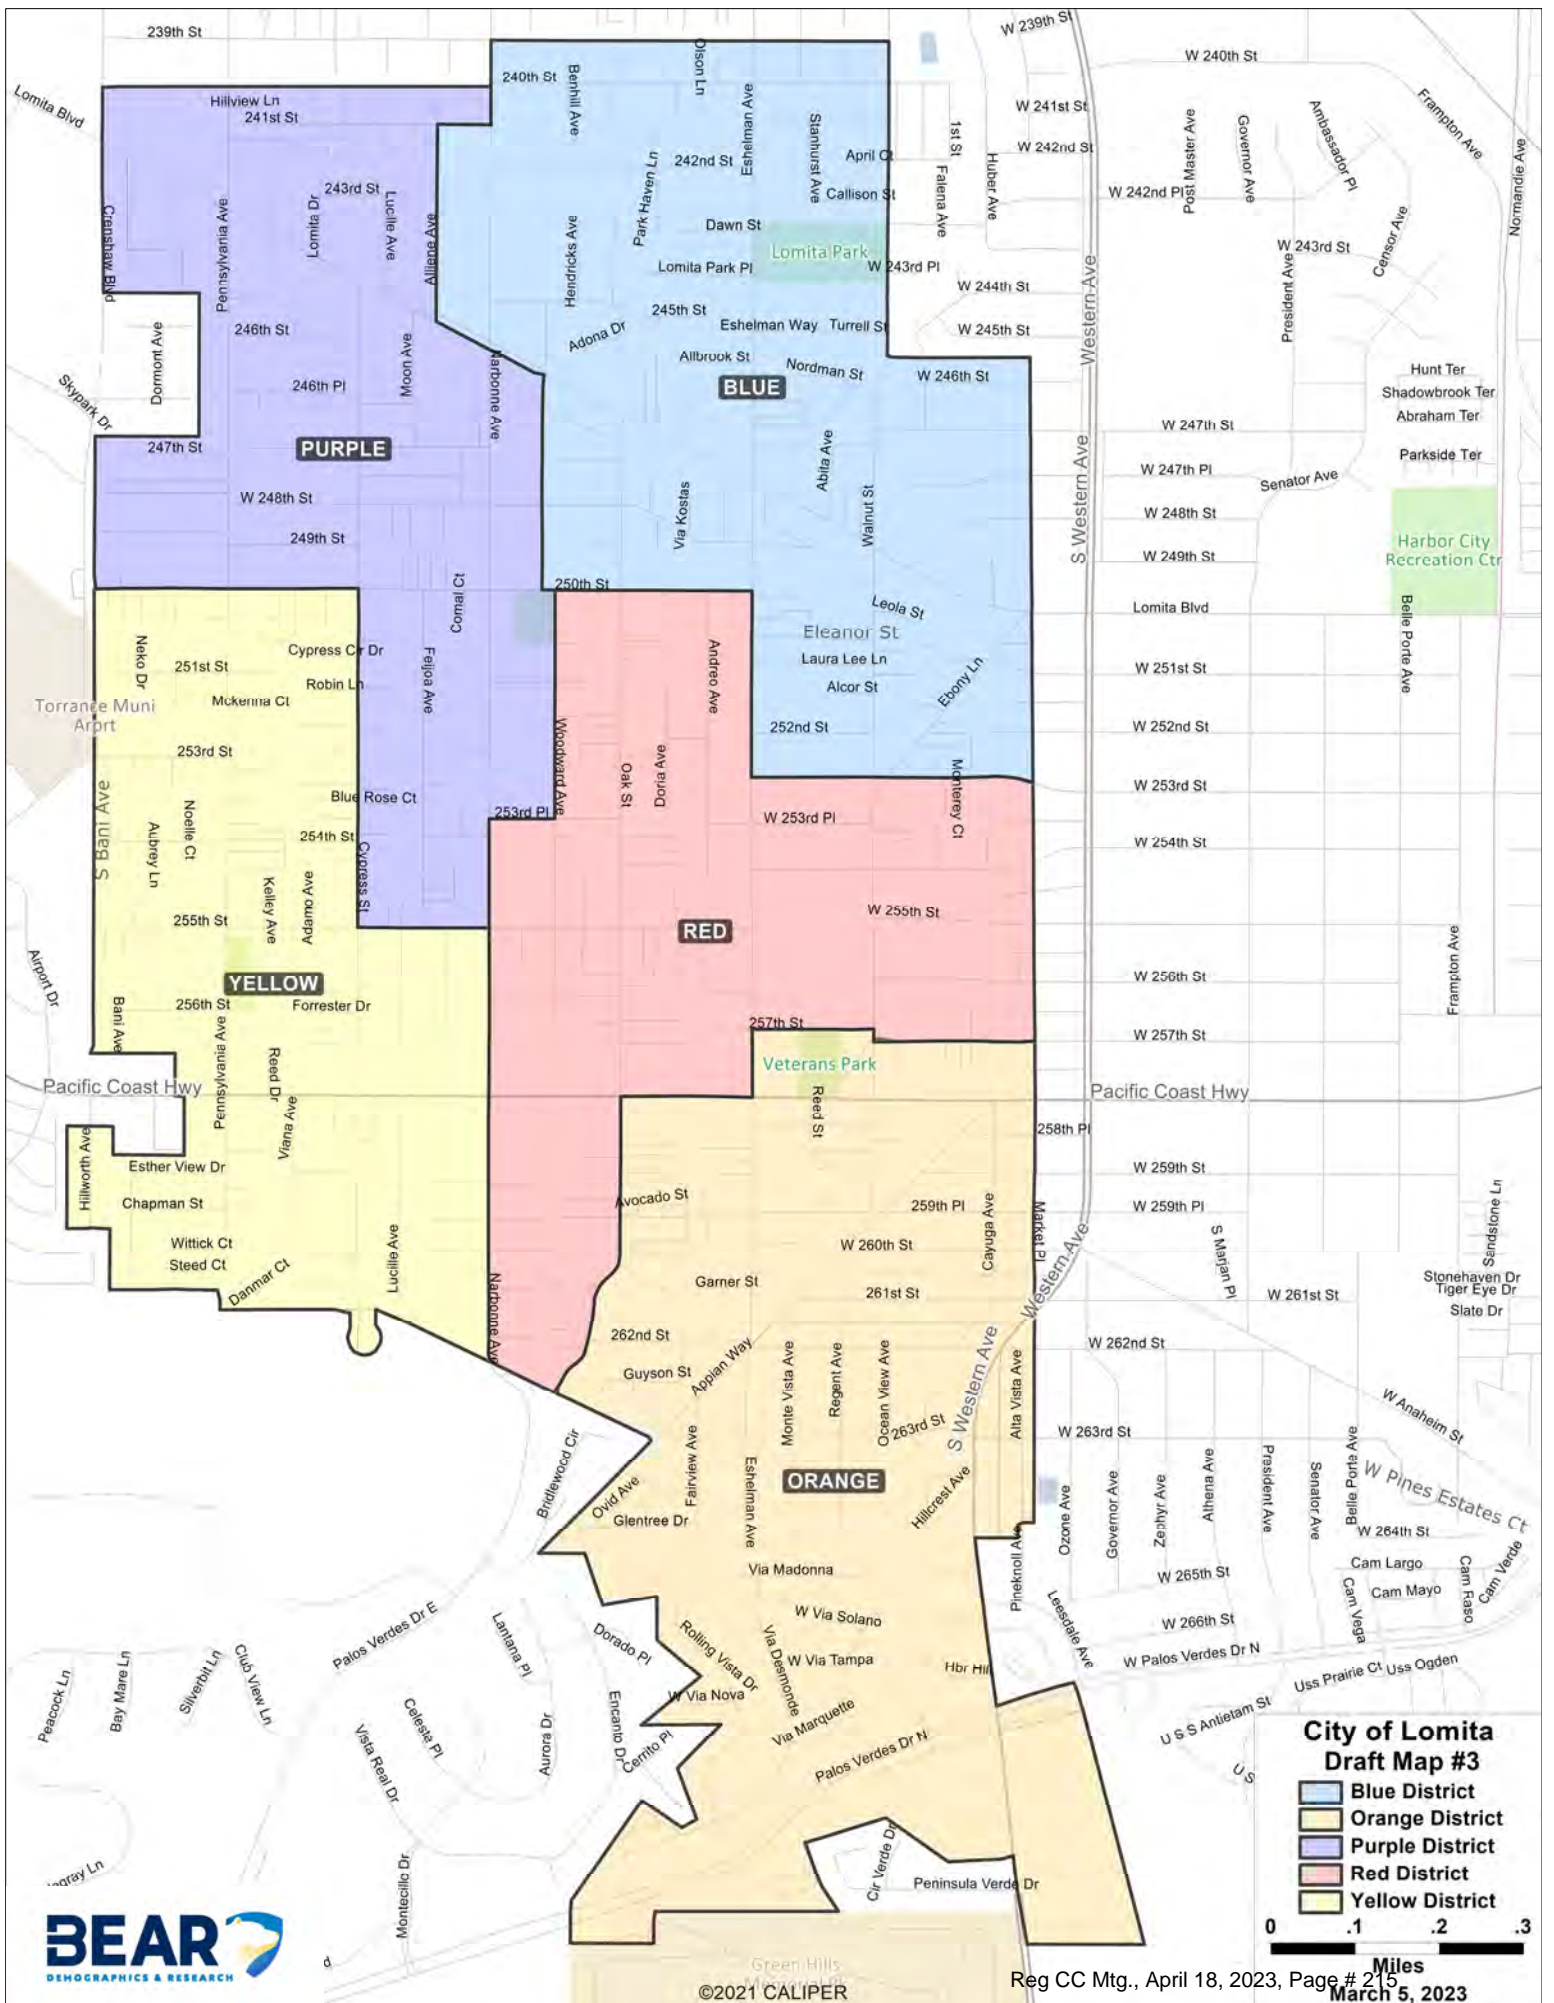 239th St
W 239th St
W 240th St
Lomita Blvd
Hillview Ln
241st St
240th St
Benhill Ave
Olson Ln
Eshelman Ave
Stanhurst Ave
1st St
Huber Ave
W 241st St
W 242nd St
Post Master Ave
Governor Ave
Ambassador Pl
Frampton Ave
Normandie Ave
243rd St
Crenshaw Blvd
Pennsylvania Ave
Lomita Dr
Lucile Ave
Alliene Ave
Hendricks Ave
Park Haven Ln
242nd St
April Ct
Callison St
Falena Ave
Dawn St
Lomita Park
Lomita Park Pl
W 243rd Pl
W 242nd Pl
W 243rd St
Censor Ave
President Ave
W 244th St
W 245th St
Western Ave
245th St
Eshelman Way
Turrell St
Adona Dr
Allbrook St
Nordman St
W 246th St
BLUE
Dormont Ave
246th St
246th Pl
Moon Ave
Narbonne Ave
Skypark Dr
PURPLE
247th St
W 248th St
249th St
Via Kostas
Abita Ave
Walnut St
S Western Ave
W 247th St
W 247th Pl
W 248th St
W 249th St
Senator Ave
Hunt Ter
Shadowbrook Ter
Abraham Ter
Parkside Ter
Harbor City
Recreation Ctr
250th St
Leola St
Eleanor St
Laura Lee Ln
Alcor St
Ebony Ln
252nd St
Lomita Blvd
Belle Porte Ave
W 251st St
W 252nd St
W 253rd St
W 254th St
Neko Dr
251st St
Cypress Cir Dr
Robin Ln
Mckenna Ct
Comal Ct
Feijoa Ave
Torrance Muni
Arprt
253rd St
S Bani Ave
Aubrey Ln
Noelle Ct
Blue Rose Ct
254th St
Cypress St
253rd Pl
Woodward Ave
Oak St
Doria Ave
Andreo Ave
W 253rd Pl
Monterey Ct
Kelley Ave
Adamo Ave
255th St
W 255th St
RED
YELLOW
Airport Dr
256th St
Forrester Dr
Bani Ave
Pennsylvania Ave
Reed Dr
Viana Ave
257th St
Veterans Park
Reed St
W 256th St
W 257th St
Frampton Ave
Pacific Coast Hwy
Pacific Coast Hwy
258th Pl
Hillworth Ave
Esther View Dr
Chapman St
Wittick Ct
Steed Ct
Danmar Ct
Lucille Ave
Narbonne Ave
Avocado St
259th Pl
W 260th St
Cayuga Ave
Market Pl
Western Ave
W 259th St
W 259th Pl
S Marjan Pl
Sandstone Ln
Garner St
261st St
W 261st St
Stonehaven Dr
Tiger Eye Dr
Slate Dr
262nd St
Guyson St
Appian Way
Monte Vista Ave
Regent Ave
Ocean View Ave
S Western Ave
Alta Vista Ave
W 262nd St
W Anaheim St
263rd St
W 263rd St
Bridlewood Cir
Ovid Ave
Fairview Ave
Eshelman Ave
ORANGE
Hillcrest Ave
Glentree Dr
Ozone Ave
Governor Ave
Zephyr Ave
Athena Ave
President Ave
Senator Ave
Belle Porte Ave
W Pines Estates Ct
W 264th St
Cam Largo
Cam Mayo
Cam Vega
Cam Raso
Cam Verde
Pineknoll Ave
Leesdale Ave
W 265th St
W 266th St
Via Madonna
W Via Solano
W Via Tampa
Via Desmonde
Rolling Vista Dr
W Via Nova
Via Marquette
Palos Verdes Dr N
Hbr Hill
W Palos Verdes Dr N
Uss Prairie Ct
Uss Ogden
U S S Antietam St
U S
Palos Verdes Dr E
Lantana Pl
Dorado Pl
Encanto Dr
Cerrito Pl
Aurora Dr
Celeste Pl
Vista Real Dr
Montecillo Dr
Peacock Ln
Bay Mare Ln
Silverbit Ln
Club View Ln
Cir Verde Dr
Peninsula Verde Dr
Green Hills
Memorial Pk
City of Lomita
Draft Map #3
Blue District
Orange District
Purple District
Red District
Yellow District
0 .1 .2 .3
Miles
March 5, 2023
BEAR
DEMOGRAPHICS & RESEARCH
©2021 CALIPER
Reg CC Mtg., April 18, 2023, Page # 215